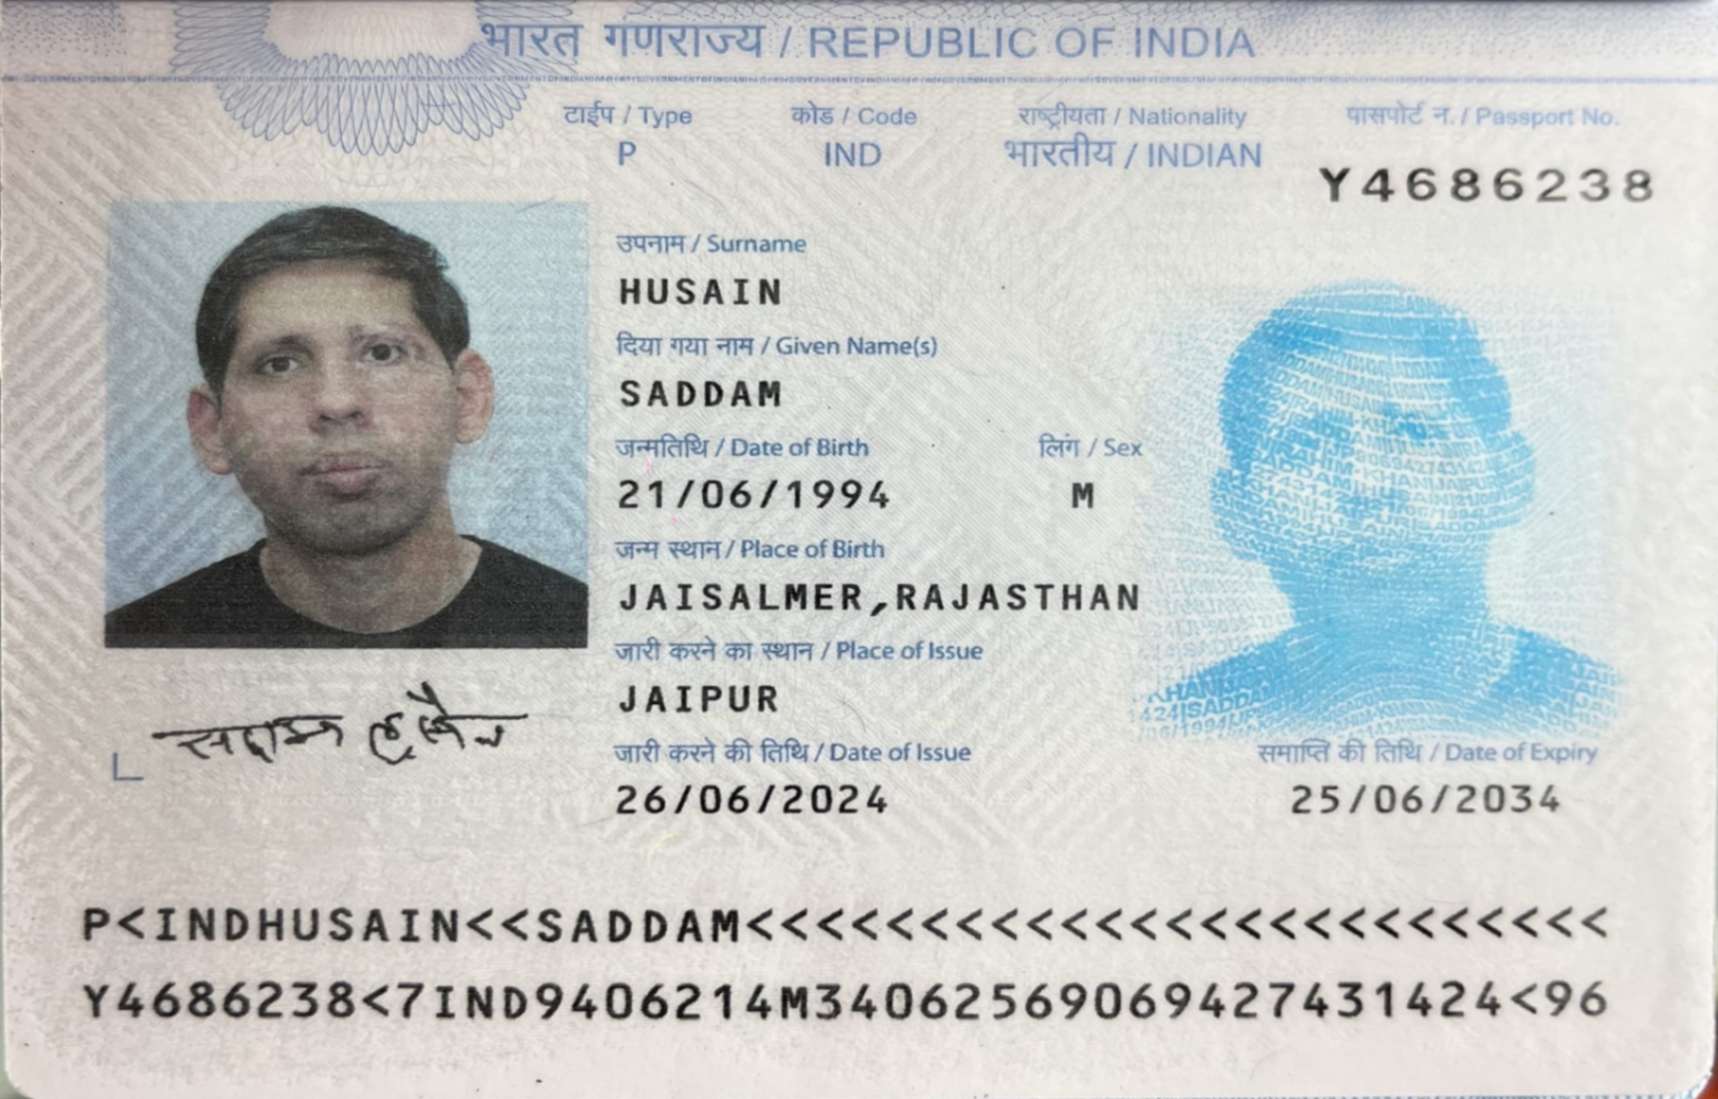 भारत गणराज्य / REPUBLIC OF INDIA
टाईप / Type कोड / Code राष्ट्रीयता / Nationality पासपोर्ट न. / Passport No.
P IND भारतीय / INDIAN Y4686238
उपनाम / Surname
HUSAIN
दिया गया नाम / Given Name(s)
SADDAM
जन्मतिथि / Date of Birth लिंग / Sex
21/06/1994 M
जन्म स्थान / Place of Birth
JAISALMER,RAJASTHAN
जारी करने का स्थान / Place of Issue
JAIPUR
सद्दाम हुसैन
जारी करने की तिथि / Date of Issue समाप्ति की तिथि / Date of Expiry
26/06/2024 25/06/2034
P<INDHUSAIN<<SADDAM<<<<<<<<<<<<<<<<<<<<<<<<<
Y4686238<7IND9406214M34062569069427431424<96